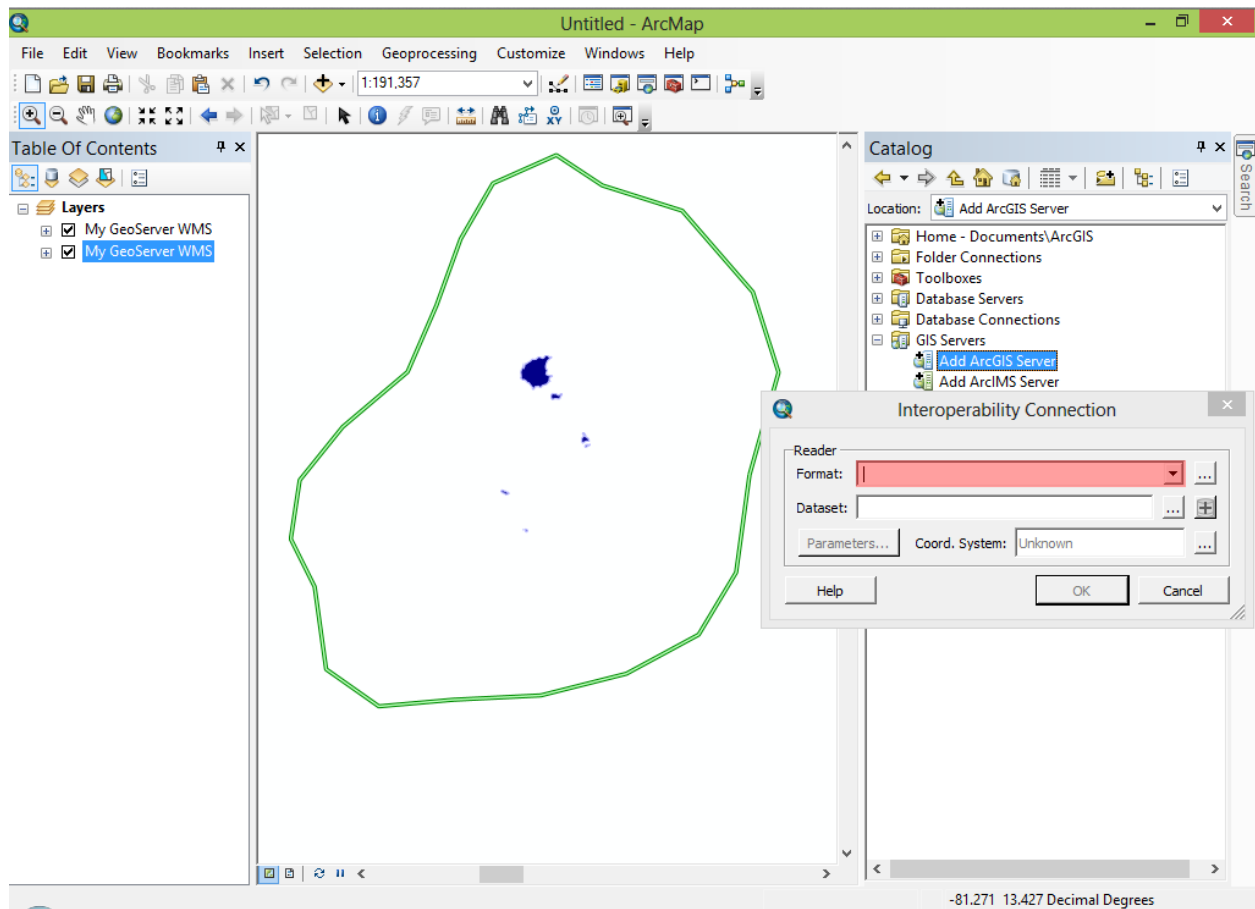 Untitled - ArcMap
File Edit View Bookmarks Insert Selection Geoprocessing Customize Windows Help
1:191,357
Table Of Contents
Layers
My GeoServer WMS
My GeoServer WMS
Catalog
Location: Add ArcGIS Server
Home - Documents\ArcGIS
Folder Connections
Toolboxes
Database Servers
Database Connections
GIS Servers
Add ArcGIS Server
Add ArcIMS Server
Search
Interoperability Connection
Reader
Format:
Dataset:
Parameters... Coord. System: Unknown
Help OK Cancel
-81.271 13.427 Decimal Degrees